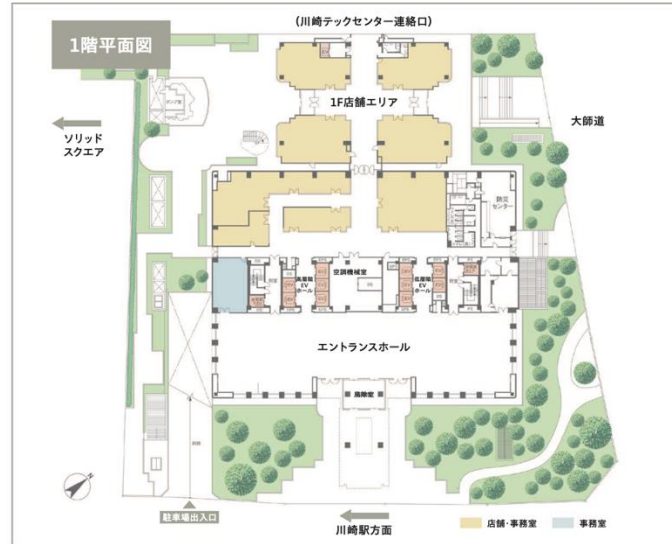 (川崎テックセンター連絡口)
1階平面図
1F店舗エリア
大師道
ソリッド
スクエア
防災
センター
高層階
EV
ホール
空調機械室
低層階
EV
ホール
エントランスホール
風除室
駐車場出入口
川崎駅方面
店舗・事務室
事務室